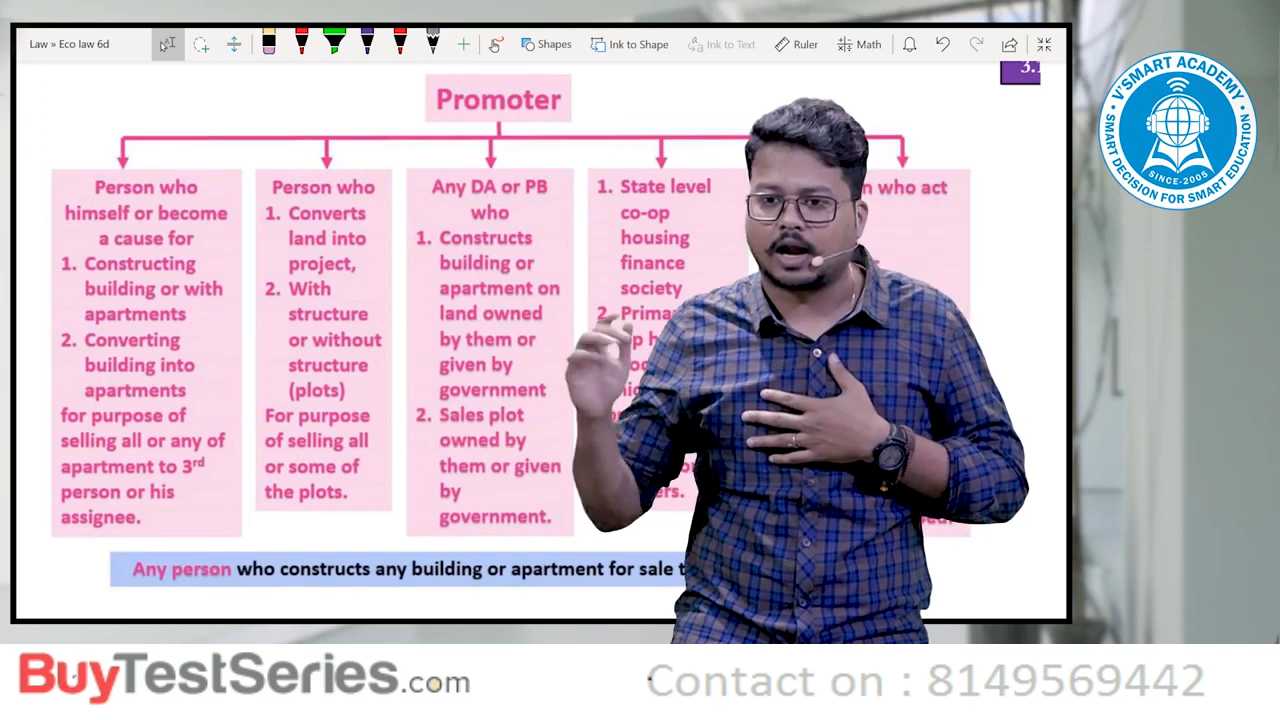 Law » Eco law 6d
Shapes
Ink to Shape
Ink to Text
Ruler
Math
Promoter
Person who
himself or become
a cause for
1. Constructing
building or with
apartments
2. Converting
building into
apartments
for purpose of
selling all or any of
apartment to 3rd
person or his
assignee.
Person who
1. Converts
land into
project,
2. With
structure
or without
structure
(plots)
For purpose
of selling all
or some of
the plots.
Any DA or PB
who
1. Constructs
building or
apartment on
land owned
by them or
given by
government
2. Sales plot
owned by
them or given
by
government.
1. State level
co-op
housing
finance
society
2.
who act
Any person who constructs any building or apartment for sale
V'SMART ACADEMY
SINCE-2005
SMART DECISION FOR SMART EDUCATION
BuyTestSeries.com
Contact on : 8149569442